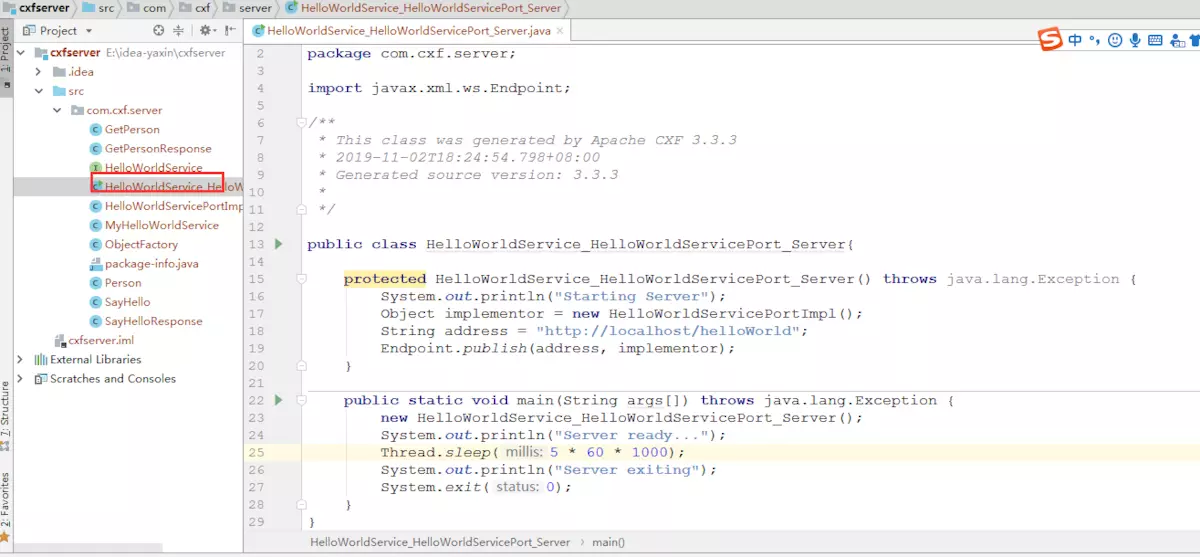 cxfserver src com cxf server HelloWorldService_HelloWorldServicePort_Server
Project
HelloWorldService_HelloWorldServicePort_Server.java
中
1: Project
7: Structure
2: Favorites
cxfserver E:\idea-yaxin\cxfserver
.idea
src
com.cxf.server
GetPerson
GetPersonResponse
HelloWorldService
HelloWorldService_HelloW
HelloWorldServicePortImp
MyHelloWorldService
ObjectFactory
package-info.java
Person
SayHello
SayHelloResponse
cxfserver.iml
External Libraries
Scratches and Consoles
2 package com.cxf.server;
3
4 import javax.xml.ws.Endpoint;
5
6 /**
7 * This class was generated by Apache CXF 3.3.3
8 * 2019-11-02T18:24:54.798+08:00
9 * Generated source version: 3.3.3
10 *
11 */
12
13 public class HelloWorldService_HelloWorldServicePort_Server{
14
15 protected HelloWorldService_HelloWorldServicePort_Server() throws java.lang.Exception {
16 System.out.println("Starting Server");
17 Object implementor = new HelloWorldServicePortImpl();
18 String address = "http://localhost/helloWorld";
19 Endpoint.publish(address, implementor);
20 }
21
22 public static void main(String args[]) throws java.lang.Exception {
23 new HelloWorldService_HelloWorldServicePort_Server();
24 System.out.println("Server ready...");
25 Thread.sleep( millis: 5 * 60 * 1000);
26 System.out.println("Server exiting");
27 System.exit( status: 0);
28 }
29 }
HelloWorldService_HelloWorldServicePort_Server main()